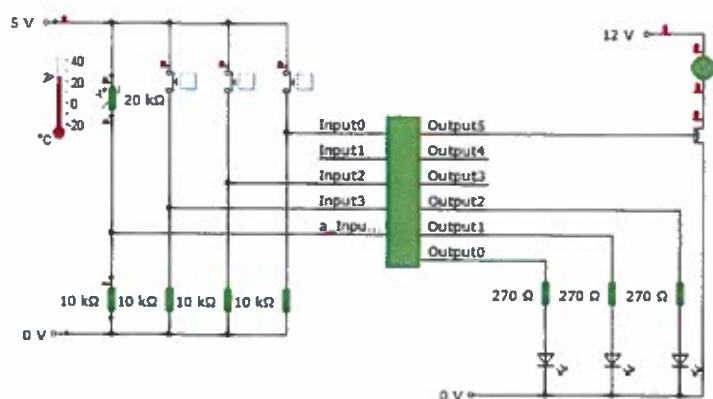 5 V
40
20
0
-20
°C
20 kΩ
12 V
Input0
Input1
Input2
Input3
a_Inpu...
Output5
Output4
Output3
Output2
Output1
Output0
10 kΩ 10 kΩ 10 kΩ 10 kΩ
0 V
270 Ω 270 Ω 270 Ω
0 V